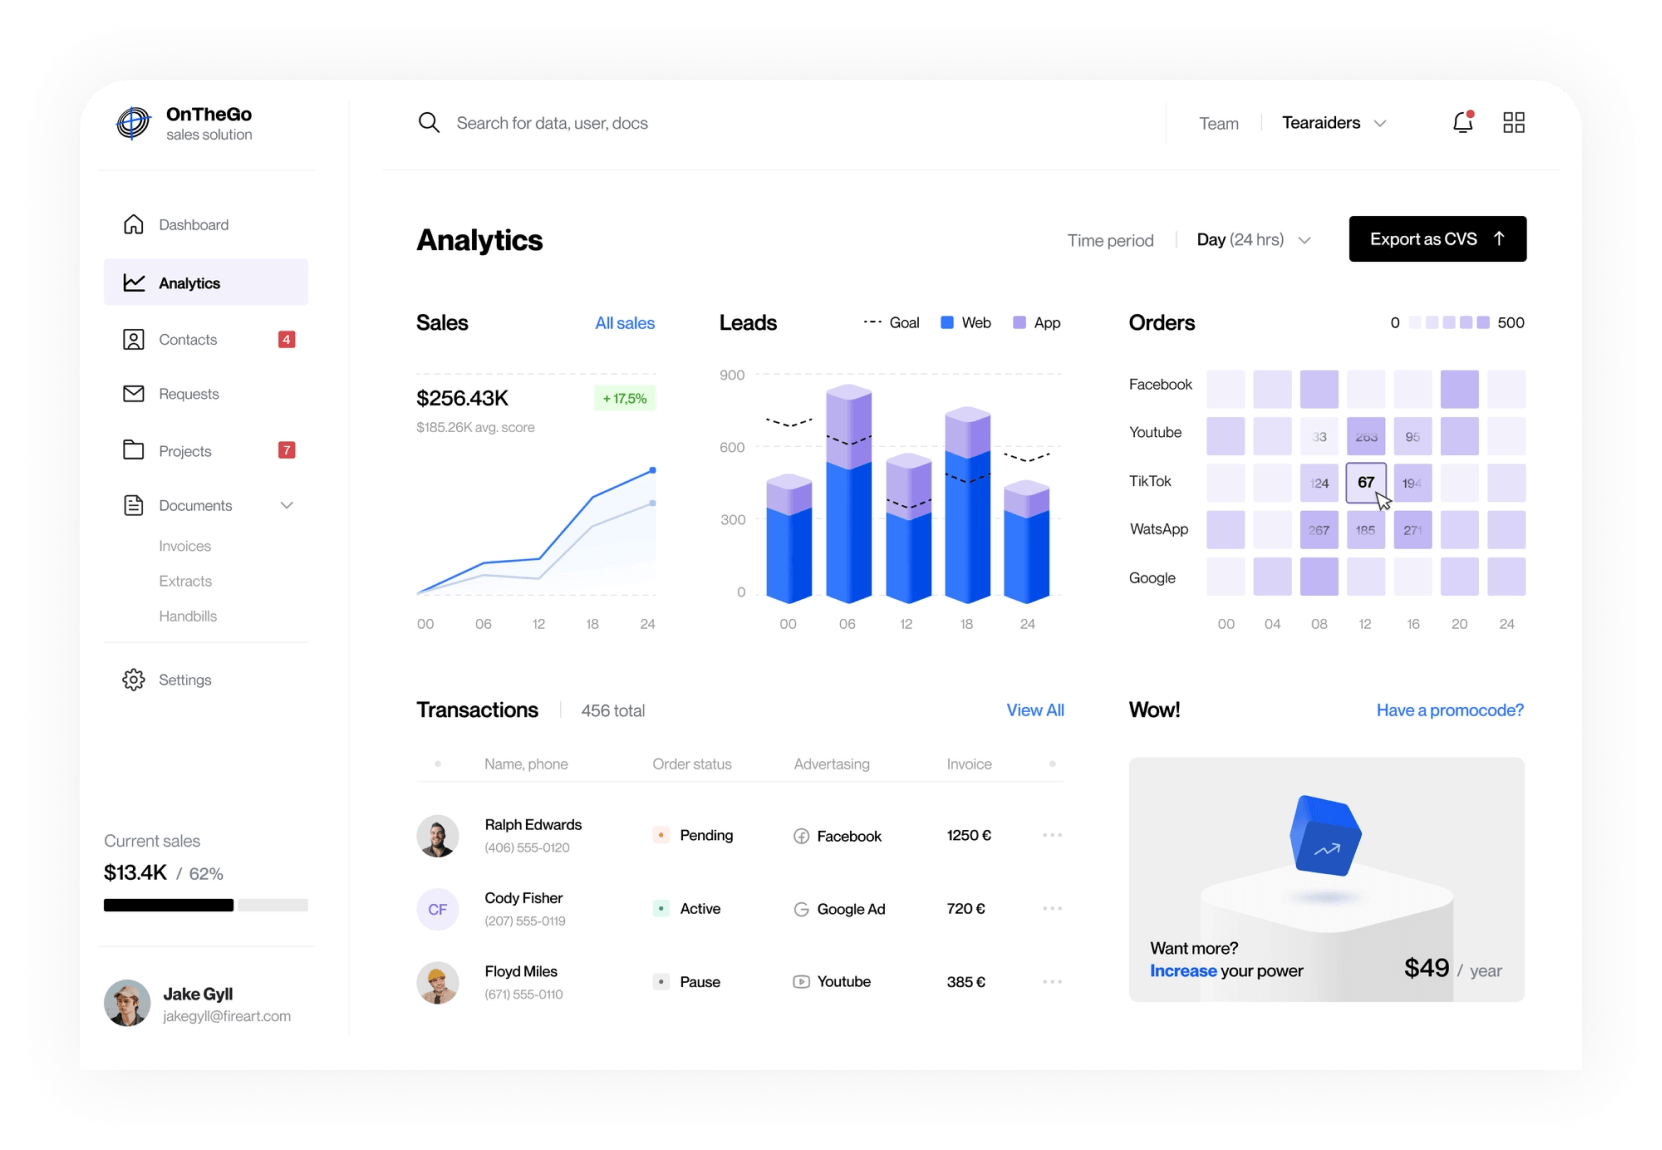 OnTheGo
sales solution
Search for data, user, docs
Team
Tearaiders
Dashboard
Analytics
Contacts
4
Requests
Projects
7
Documents
Invoices
Extracts
Handbills
Settings
Current sales
$13.4K / 62%
Jake Gyll
jakegyll@fireart.com
Analytics
Time period
Day (24 hrs)
Export as CVS
Sales
All sales
$256.43K
+ 17,5%
$185.26K avg. score
00 06 12 18 24
Leads
Goal
Web
App
900
600
300
0
00 06 12 18 24
Orders
0
500
Facebook
Youtube
33 263 95
TikTok
124 67 194
WatsApp
267 185 271
Google
00 04 08 12 16 20 24
Transactions
456 total
View All
Name, phone
Order status
Advertasing
Invoice
Ralph Edwards
(406) 555-0120
Pending
Facebook
1250 €
CF
Cody Fisher
(207) 555-0119
Active
Google Ad
720 €
Floyd Miles
(671) 555-0110
Pause
Youtube
385 €
Wow!
Have a promocode?
Want more?
Increase your power
$49 / year